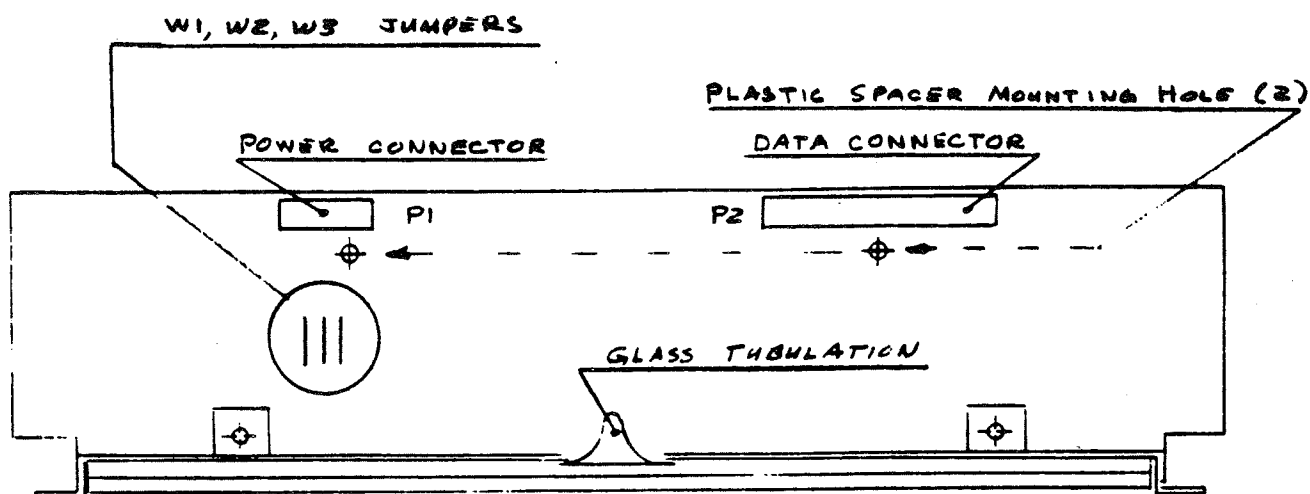 W1, W2, W3 JUMPERS
PLASTIC SPACER MOUNTING HOLE (2)
POWER CONNECTOR
DATA CONNECTOR
P1
P2
GLASS TUBULATION